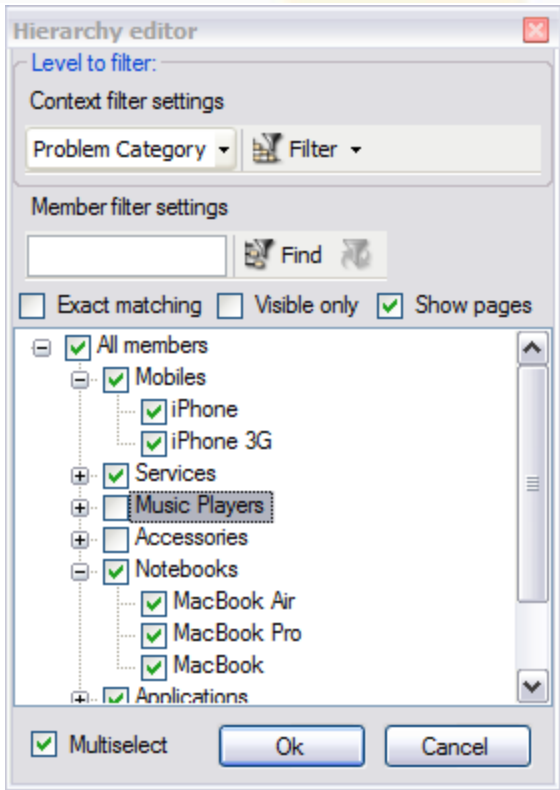 Hierarchy editor
Level to filter:
Context filter settings
Problem Category Filter
Member filter settings
Find
Exact matching Visible only Show pages
All members
Mobiles
iPhone
iPhone 3G
Services
Music Players
Accessories
Notebooks
MacBook Air
MacBook Pro
MacBook
Applications
Multiselect Ok Cancel